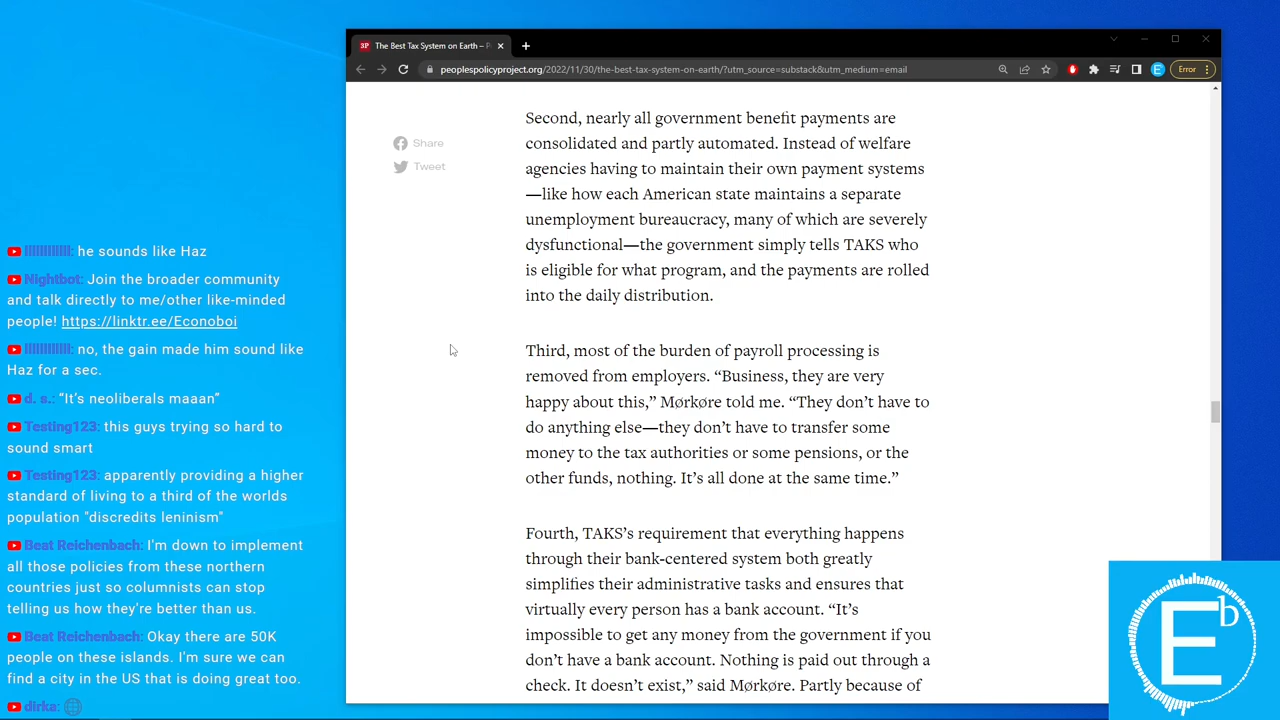 3P The Best Tax System on Earth – P
peoplespolicyproject.org/2022/11/30/the-best-tax-system-on-earth/?utm_source=substack&utm_medium=email
E
Error
Share
Tweet
Second, nearly all government benefit payments are
consolidated and partly automated. Instead of welfare
agencies having to maintain their own payment systems
—like how each American state maintains a separate
unemployment bureaucracy, many of which are severely
dysfunctional—the government simply tells TAKS who
is eligible for what program, and the payments are rolled
into the daily distribution.
Third, most of the burden of payroll processing is
removed from employers. “Business, they are very
happy about this,” Mørkøre told me. “They don’t have to
do anything else—they don’t have to transfer some
money to the tax authorities or some pensions, or the
other funds, nothing. It’s all done at the same time.”
Fourth, TAKS’s requirement that everything happens
through their bank-centered system both greatly
simplifies their administrative tasks and ensures that
virtually every person has a bank account. “It’s
impossible to get any money from the government if you
don’t have a bank account. Nothing is paid out through a
check. It doesn’t exist,” said Mørkøre. Partly because of
he sounds like Haz
Nightbot: Join the broader community
and talk directly to me/other like-minded
people! https://linktr.ee/Econoboi
no, the gain made him sound like
Haz for a sec.
d. s.: “It’s neoliberals maaan”
Testing123: this guys trying so hard to
sound smart
Testing123: apparently providing a higher
standard of living to a third of the worlds
population "discredits leninism"
Beat Reichenbach: I'm down to implement
all those policies from these northern
countries just so columnists can stop
telling us how they're better than us.
Beat Reichenbach: Okay there are 50K
people on these islands. I'm sure we can
find a city in the US that is doing great too.
dirka:
Eb